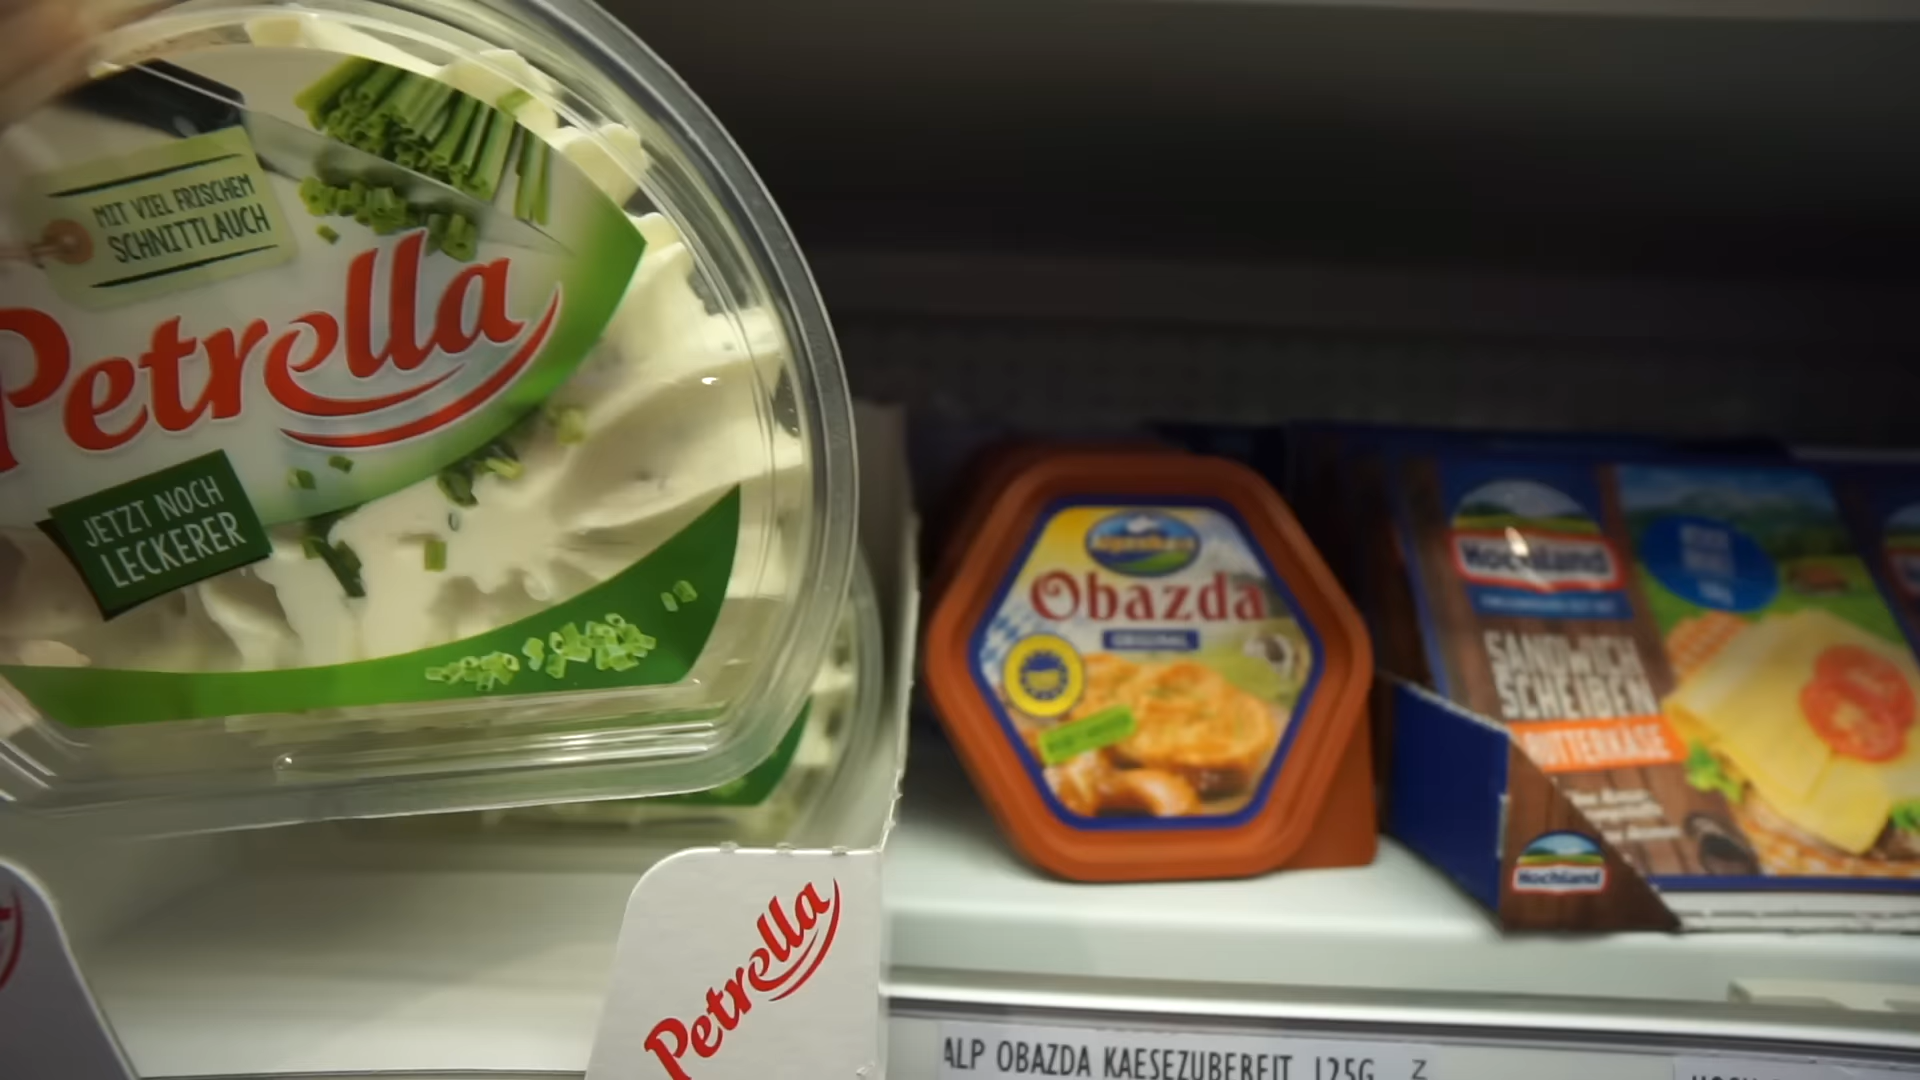 MIT VIEL FRISCHEM
SCHNITTLAUCH
Petrella
JETZT NOCH
LECKERER
Petrella
Obazda
ORIGINAL
ALP OBAZDA KAESEZUBEREIT 125G Z
Hochland
SANDWICH
SCHEIBEN
BUTTERKÄSE
Hochland